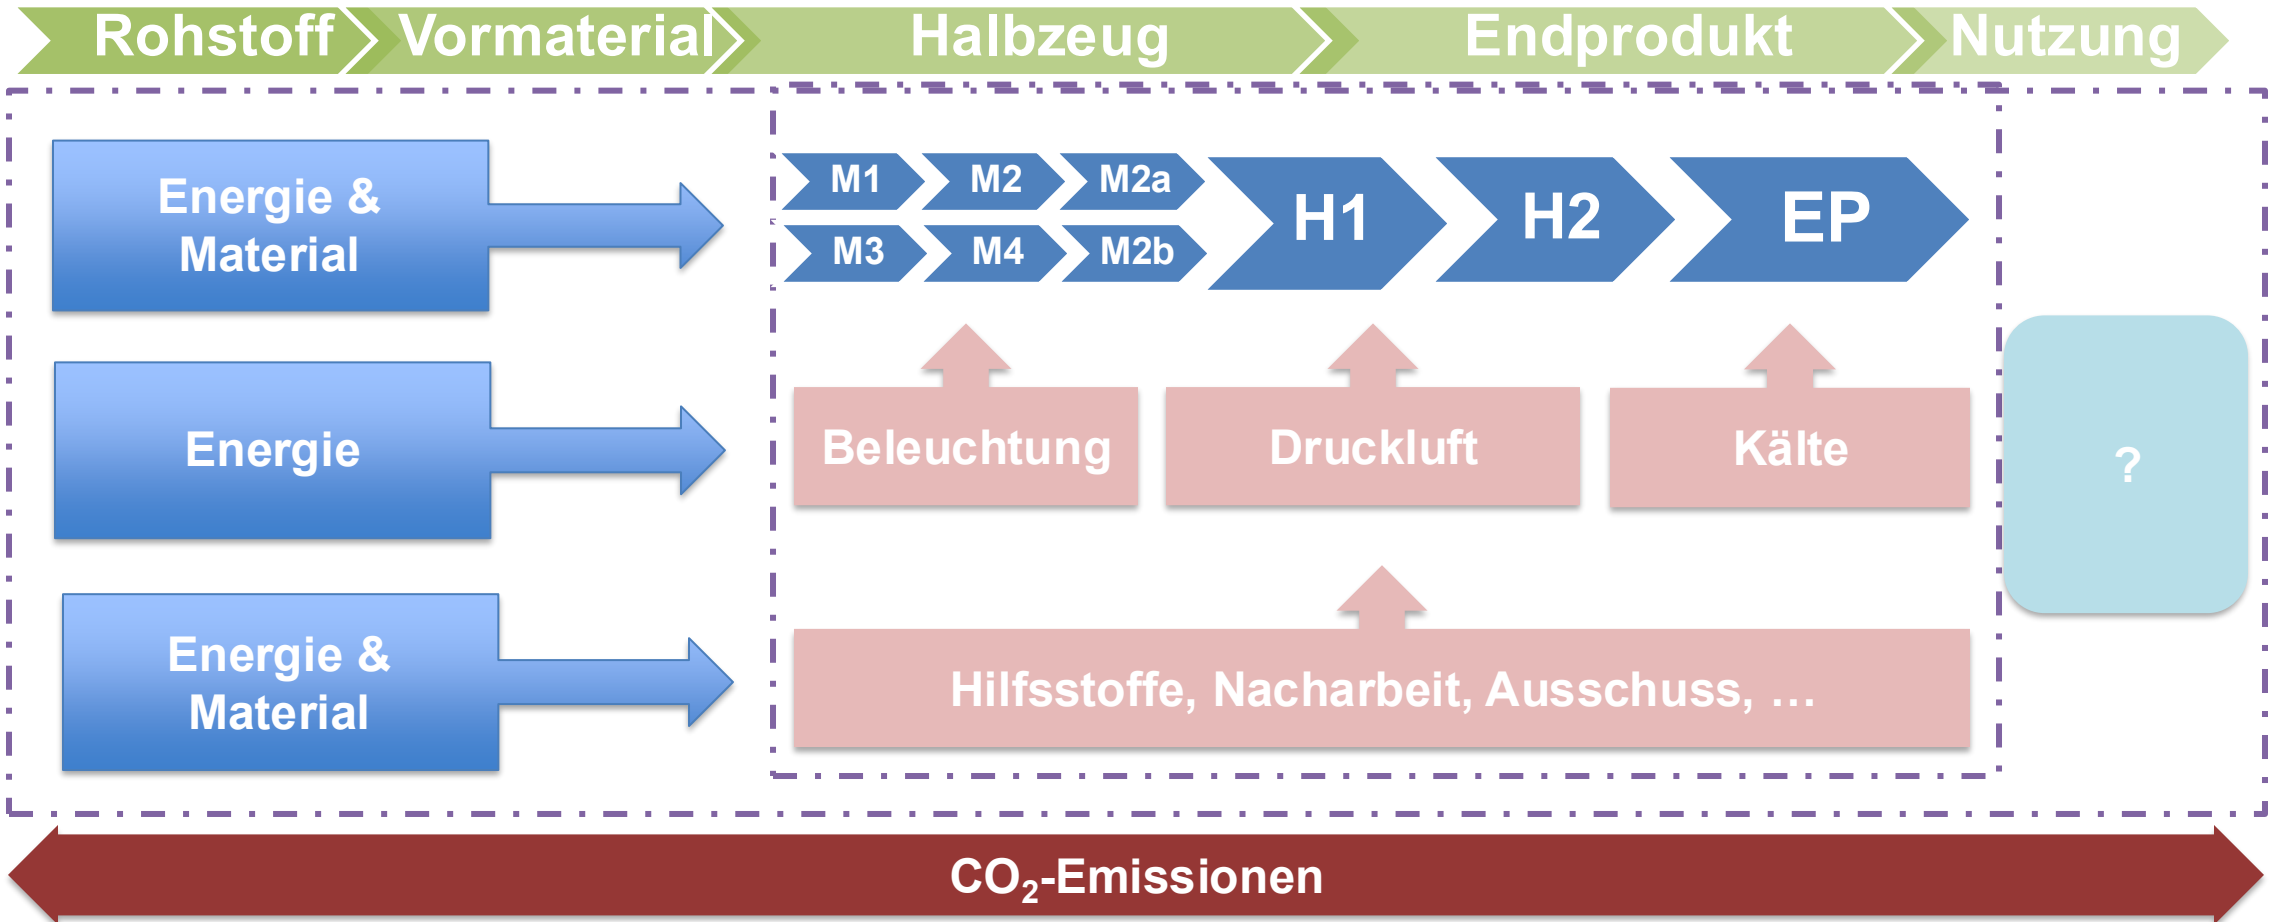 Rohstoff Vormaterial Halbzeug Endprodukt Nutzung
Energie &
Material
M1 M2 M2a
M3 M4 M2b
H1 H2 EP
Energie
Beleuchtung Druckluft Kälte
?
Energie &
Material
Hilfsstoffe, Nacharbeit, Ausschuss, …
CO₂-Emissionen